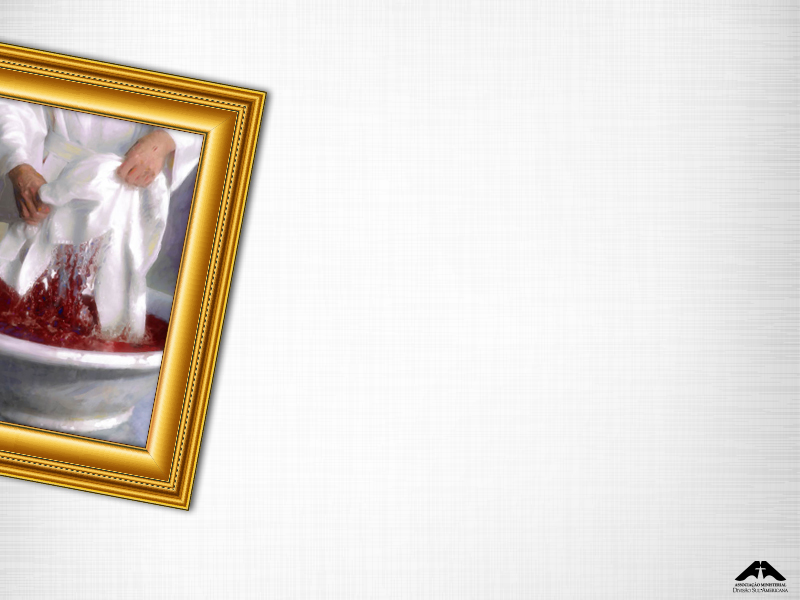 ASSOCIAÇÃO MINISTERIAL
DIVISÃO SUL-AMERICANA